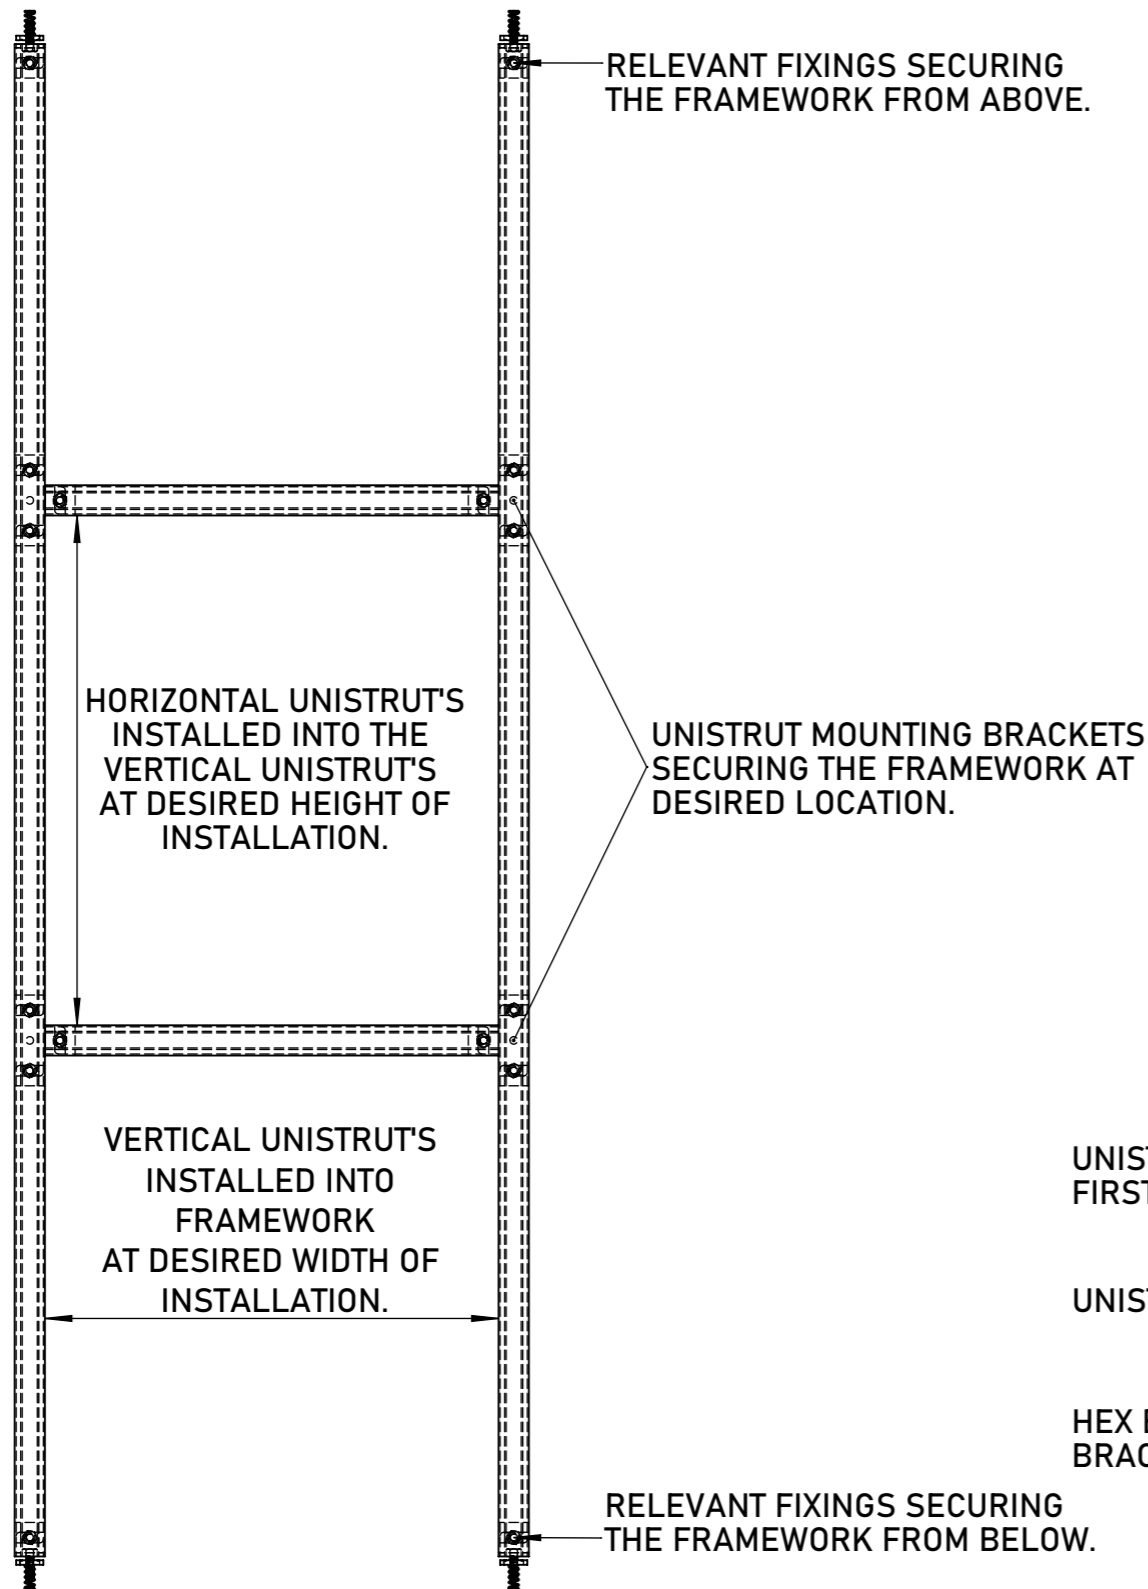 RELEVANT FIXINGS SECURING
THE FRAMEWORK FROM ABOVE.
HORIZONTAL UNISTRUT'S
INSTALLED INTO THE
VERTICAL UNISTRUT'S
AT DESIRED HEIGHT OF
INSTALLATION.
UNISTRUT MOUNTING BRACKETS
SECURING THE FRAMEWORK AT
DESIRED LOCATION.
VERTICAL UNISTRUT'S
INSTALLED INTO
FRAMEWORK
AT DESIRED WIDTH OF
INSTALLATION.
FIRST
HEX
RELEVANT FIXINGS SECURING
THE FRAMEWORK FROM BELOW.